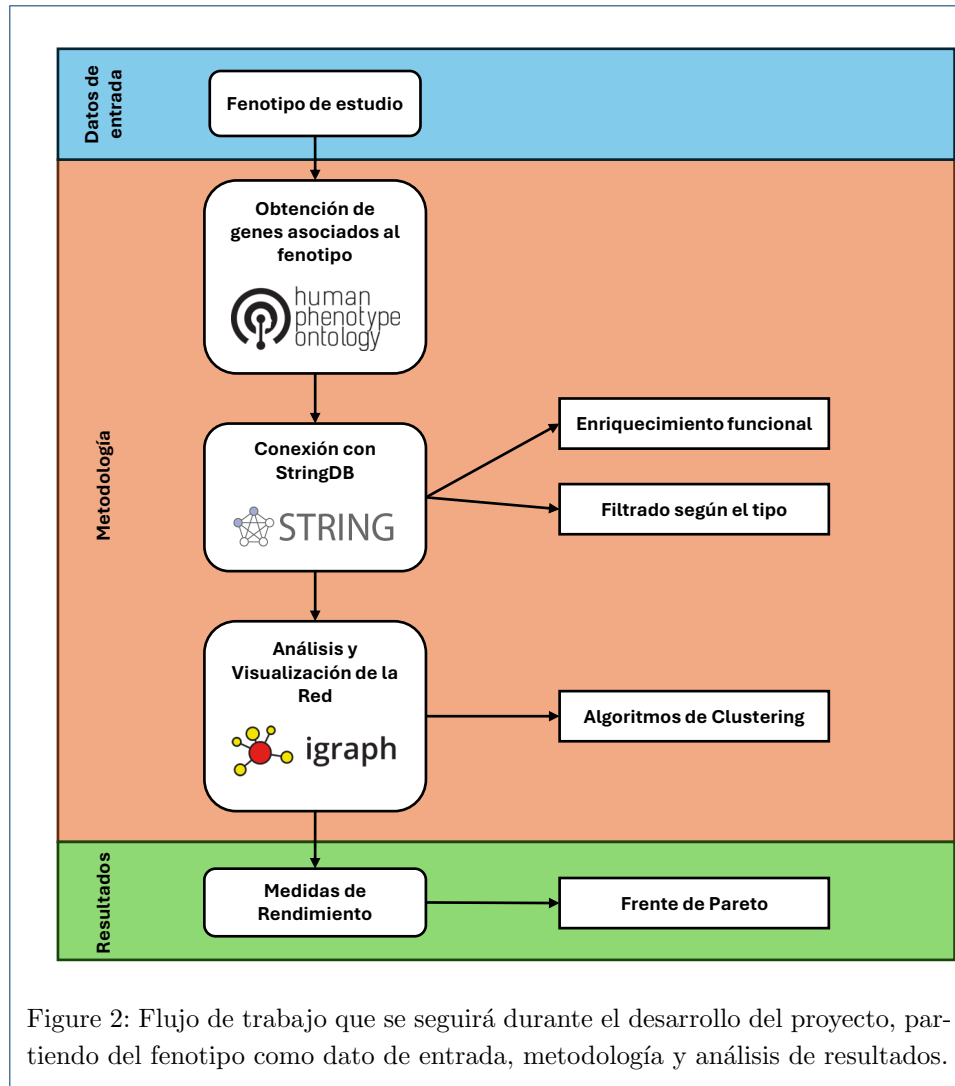 Datos de
entrada
Fenotipo de estudio
Metodología
Obtención de
genes asociados al
fenotipo
human
phenotype
ontology
Conexión con
StringDB
STRING
Enriquecimiento funcional
Filtrado según el tipo
Análisis y
Visualización de la
Red
igraph
Algoritmos de Clustering
Resultados
Medidas de
Rendimiento
Frente de Pareto
Figure 2: Flujo de trabajo que se seguirá durante el desarrollo del proyecto, par-
tiendo del fenotipo como dato de entrada, metodología y análisis de resultados.